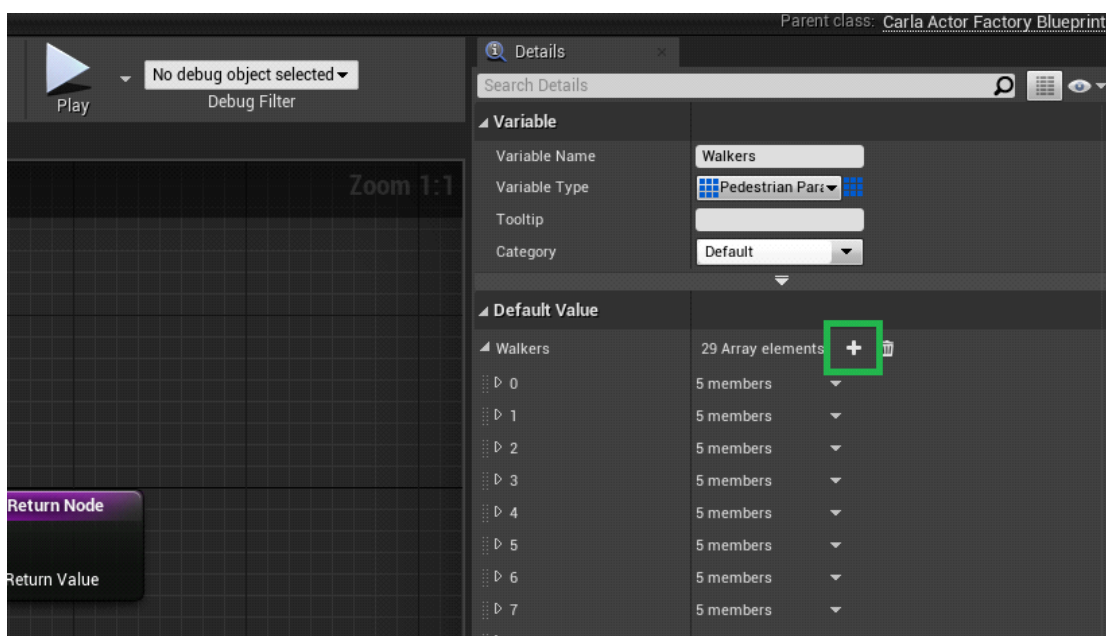 Parent class: Carla Actor Factory Blueprint
Details
Play
No debug object selected
Debug Filter
Zoom 1:1
Return Node
Return Value
Search Details
Variable
Variable Name Walkers
Variable Type Pedestrian Para
Tooltip
Category Default
Default Value
Walkers 29 Array elements
0 5 members
1 5 members
2 5 members
3 5 members
4 5 members
5 5 members
6 5 members
7 5 members